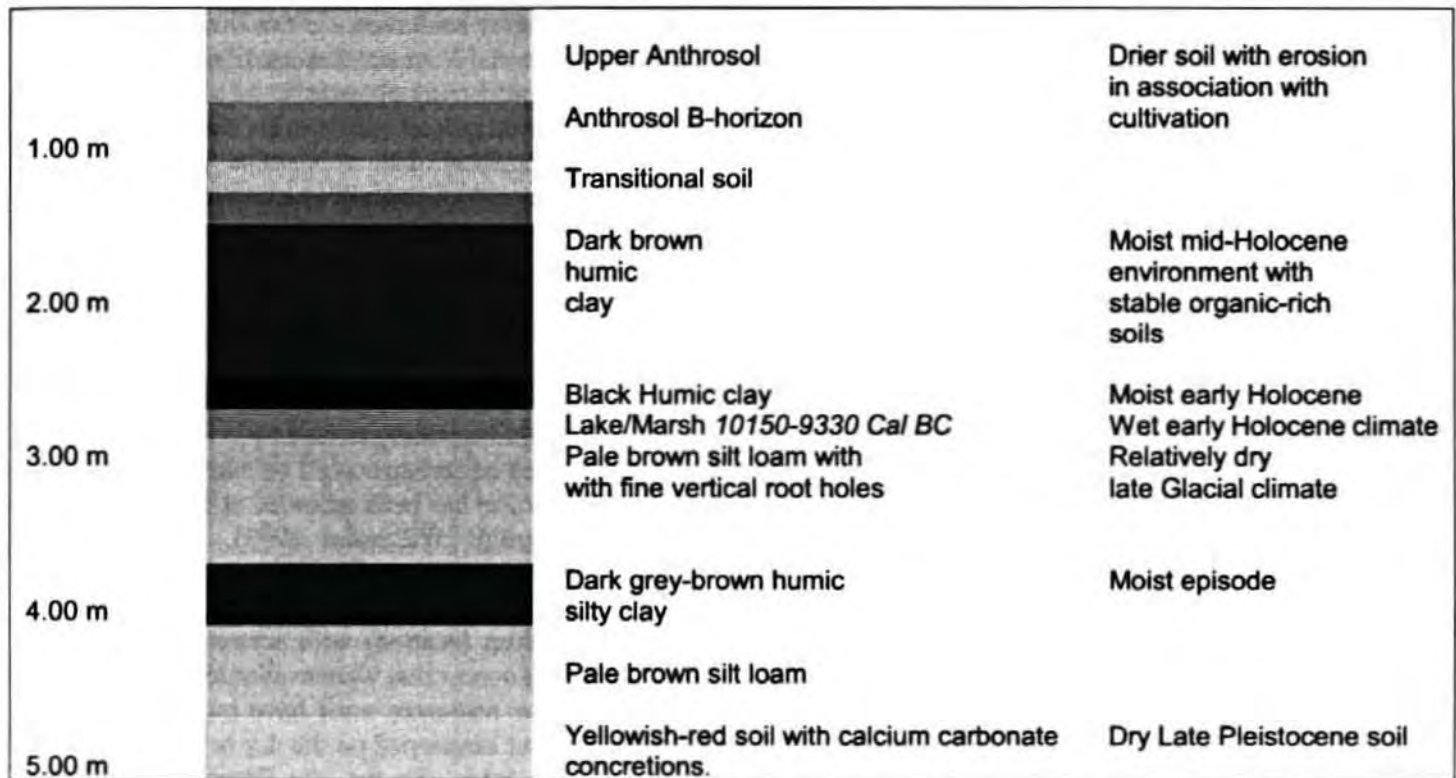 Upper Anthrosol Drier soil with erosion
in association with
Anthrosol B-horizon cultivation
1.00 m
Transitional soil
Dark brown Moist mid-Holocene
humic environment with
2.00 m clay stable organic-rich
soils
Black Humic clay Moist early Holocene
Lake/Marsh 10150-9330 Cal BC Wet early Holocene climate
3.00 m Pale brown silt loam with Relatively dry
with fine vertical root holes late Glacial climate
Dark grey-brown humic Moist episode
4.00 m silty clay
Pale brown silt loam
Yellowish-red soil with calcium carbonate Dry Late Pleistocene soil
5.00 m concretions.